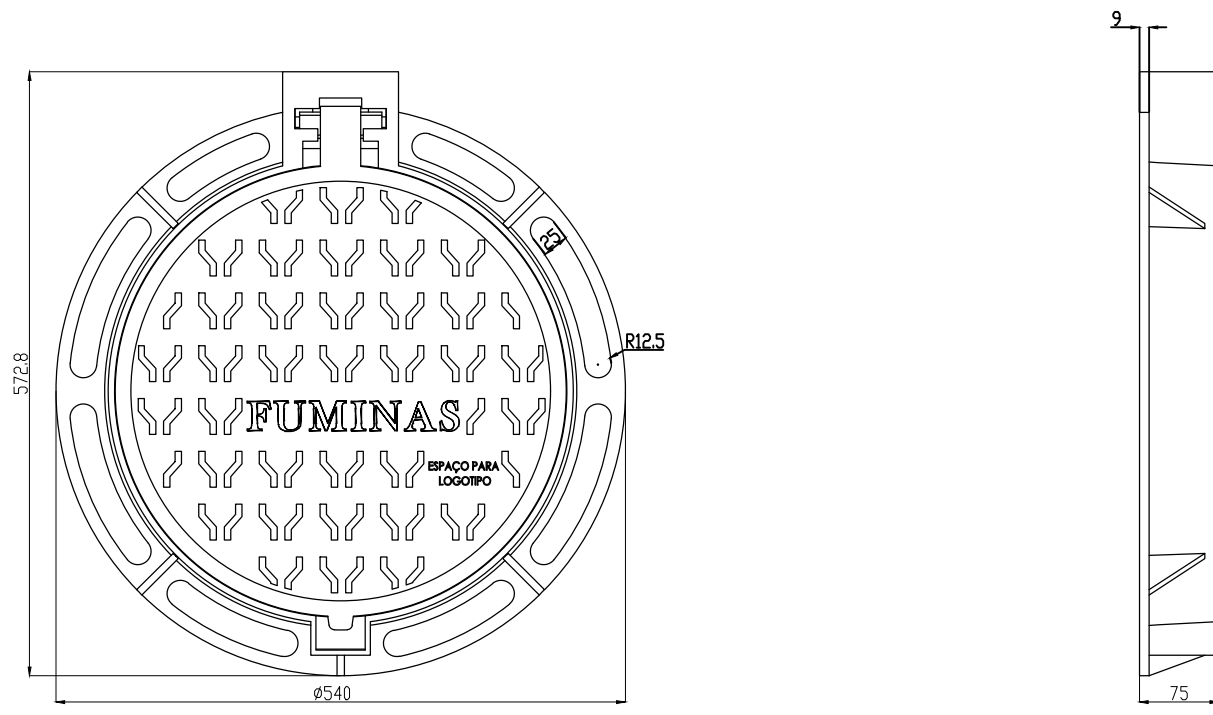 9
25
R12.5
572.8
FUMINAS
ESPAÇO PARA
LOGOTIPO
ø540
75